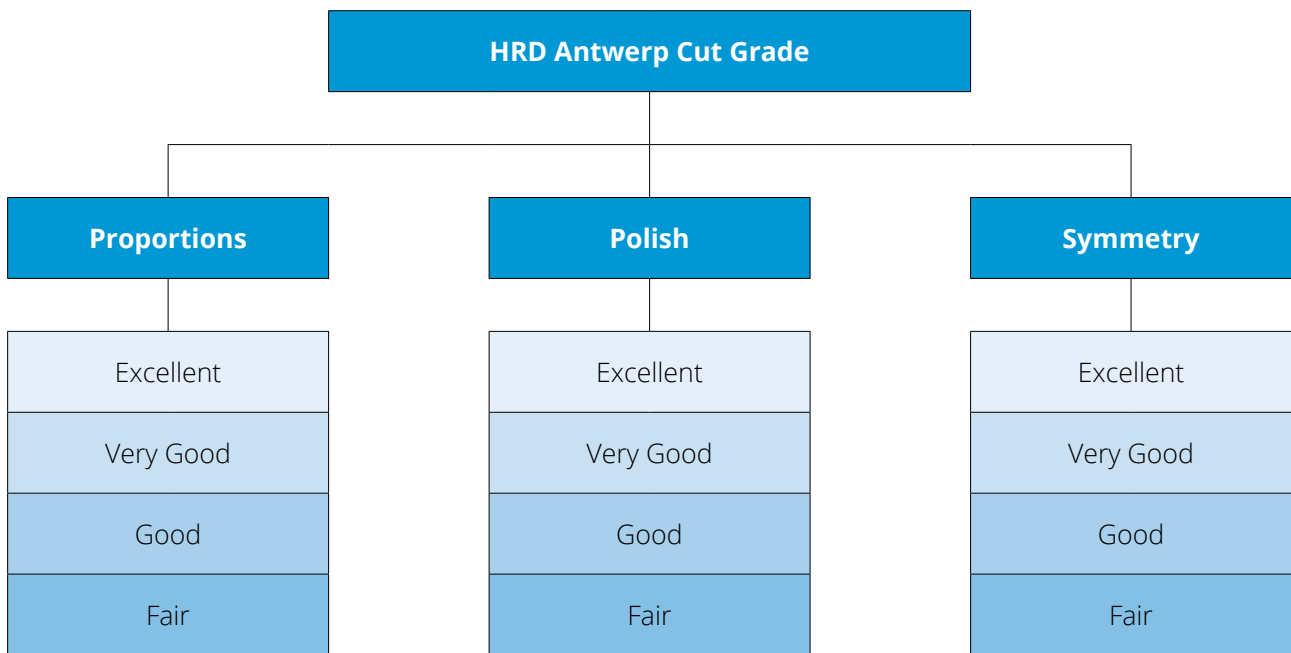 HRD Antwerp Cut Grade
Proportions
Polish
Symmetry
Excellent
Excellent
Excellent
Very Good
Very Good
Very Good
Good
Good
Good
Fair
Fair
Fair